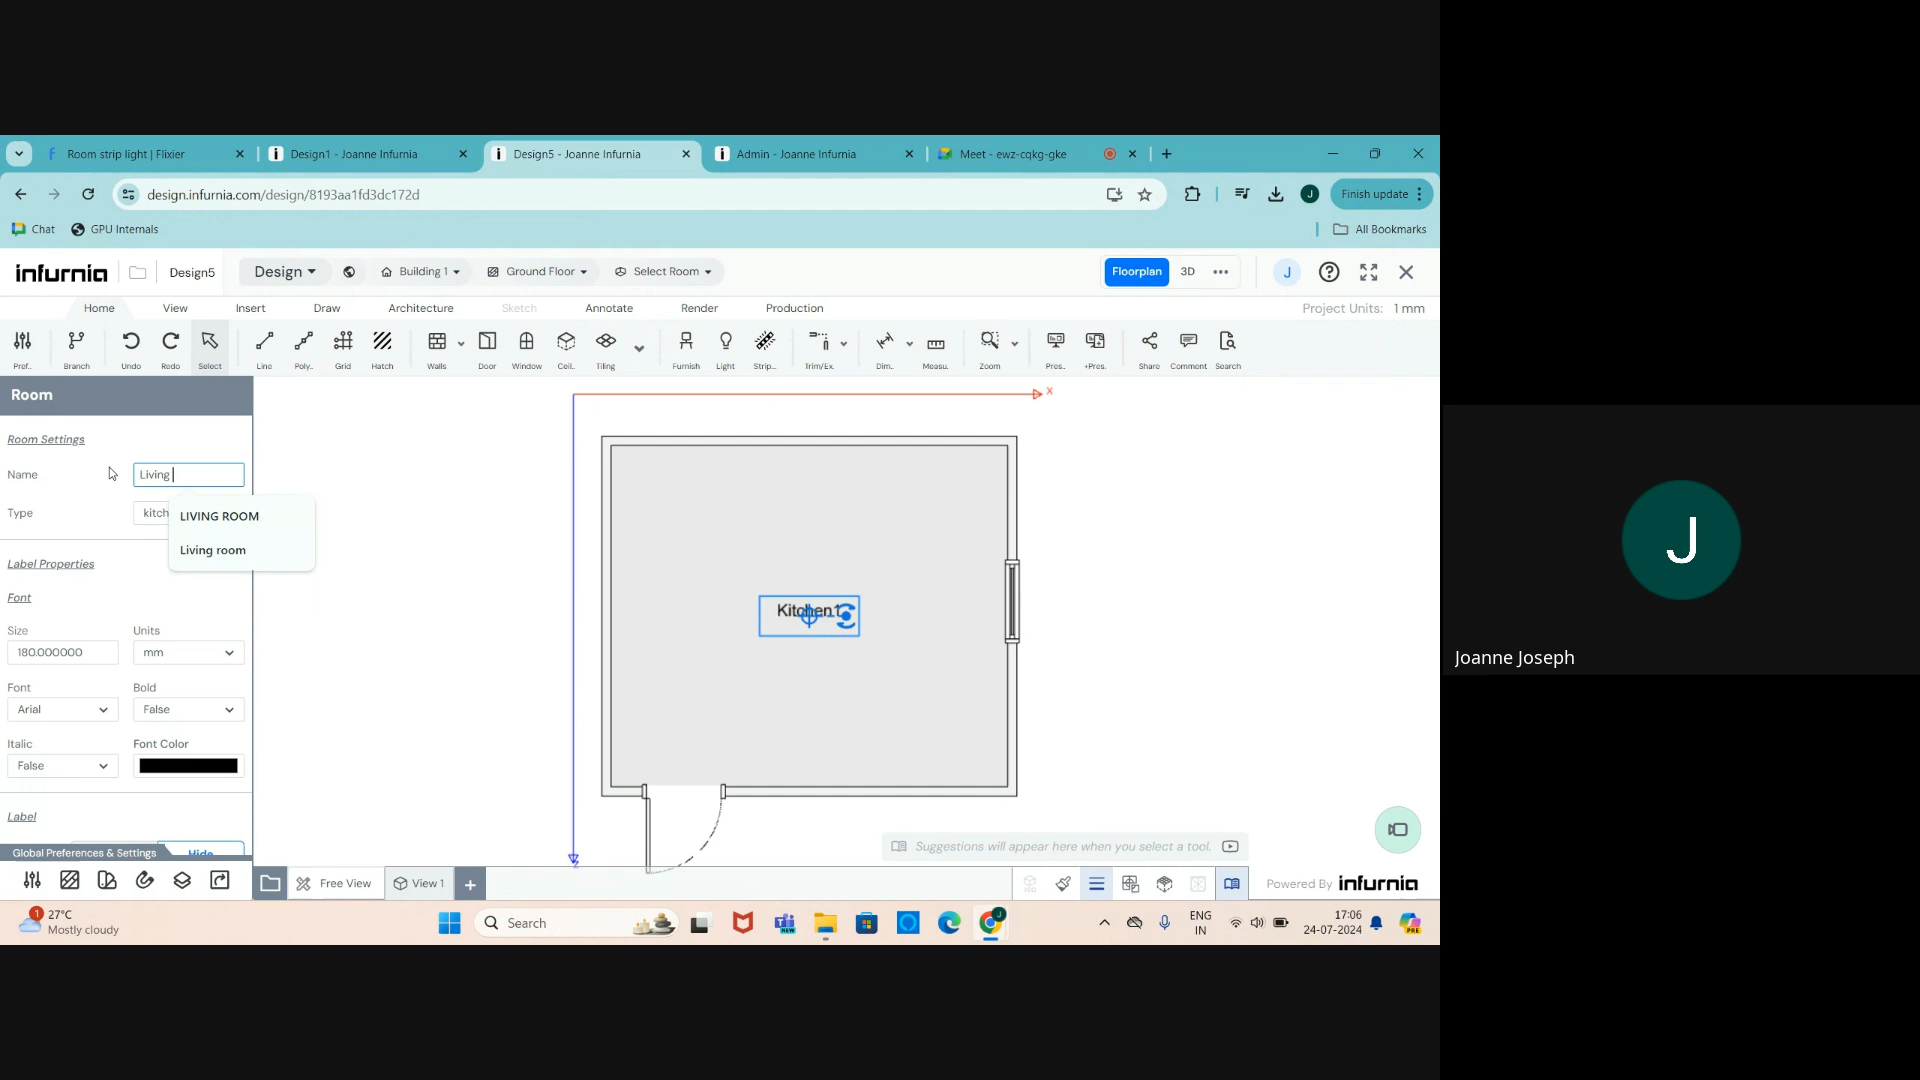 Room strip light | Flixier
Design1 - Joanne Infurnia
Design5 - Joanne Infurnia
Admin - Joanne Infurnia
Meet - ewz-cqkg-gke
design.infurnia.com/design/8193aa1fd3dc172d
J
Finish update
Chat
GPU Internals
All Bookmarks
infurnia
Design5
Design
Building 1
Ground Floor
Select Room
Floorplan
3D
J
Home
View
Insert
Draw
Architecture
Sketch
Annotate
Render
Production
Project Units: 1 mm
Pref..
Branch
Undo
Redo
Select
Line
Poly..
Grid
Hatch
Walls
Door
Window
Ceil..
Tiling
Furnish
Light
Strip...
Trim/Ex.
Dim..
Measu.
Zoom
Pres..
+Pres.
Share
Comment
Search
Room
Room Settings
Name
Living
Type
kitch
LIVING ROOM
Living room
Label Properties
Font
Size
Units
180.000000
mm
Font
Bold
Arial
False
Italic
Font Color
False
Label
Hide
Global Preferences & Settings
X
Kitchen1
Z
Suggestions will appear here when you select a tool.
Free View
View 1
Powered By infurnia
1
27°C
Mostly cloudy
Search
NEW
J
ENG
IN
17:06
24-07-2024
PRE
J
Joanne Joseph